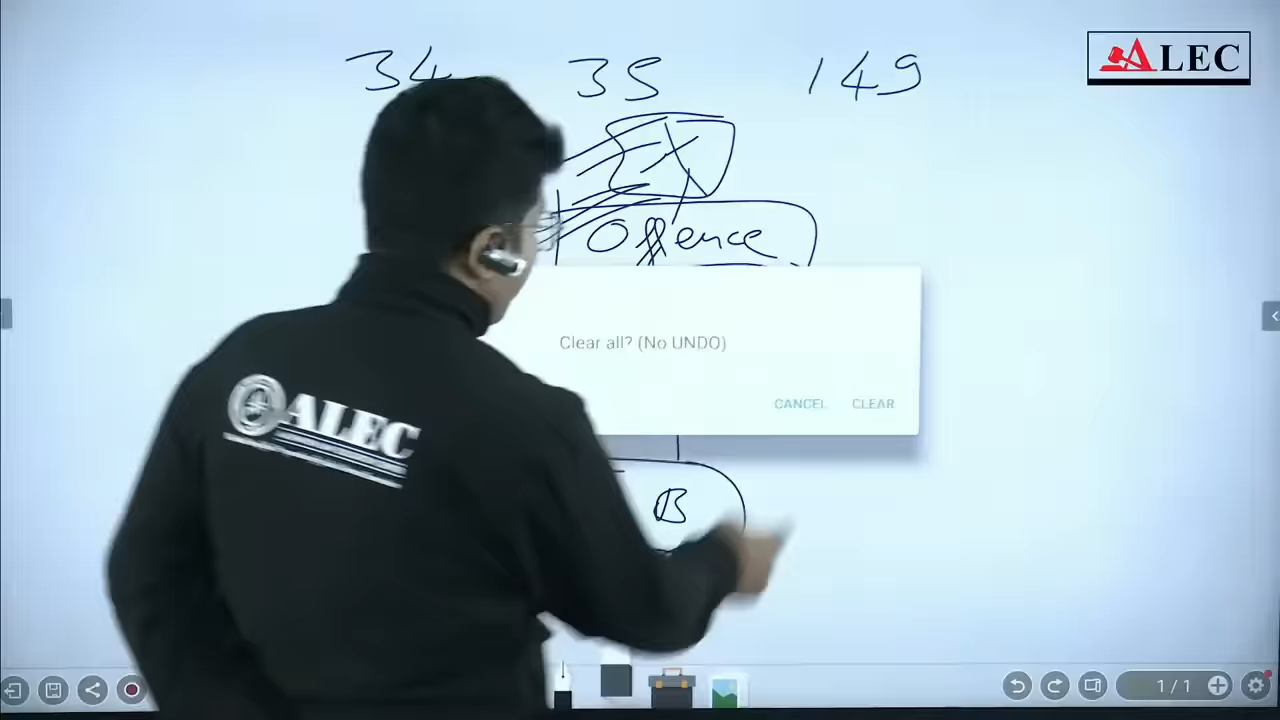 34 35 149
ALEC
X
Offence
Clear all? (No UNDO)
CANCEL CLEAR
ALEC
B
1 / 1